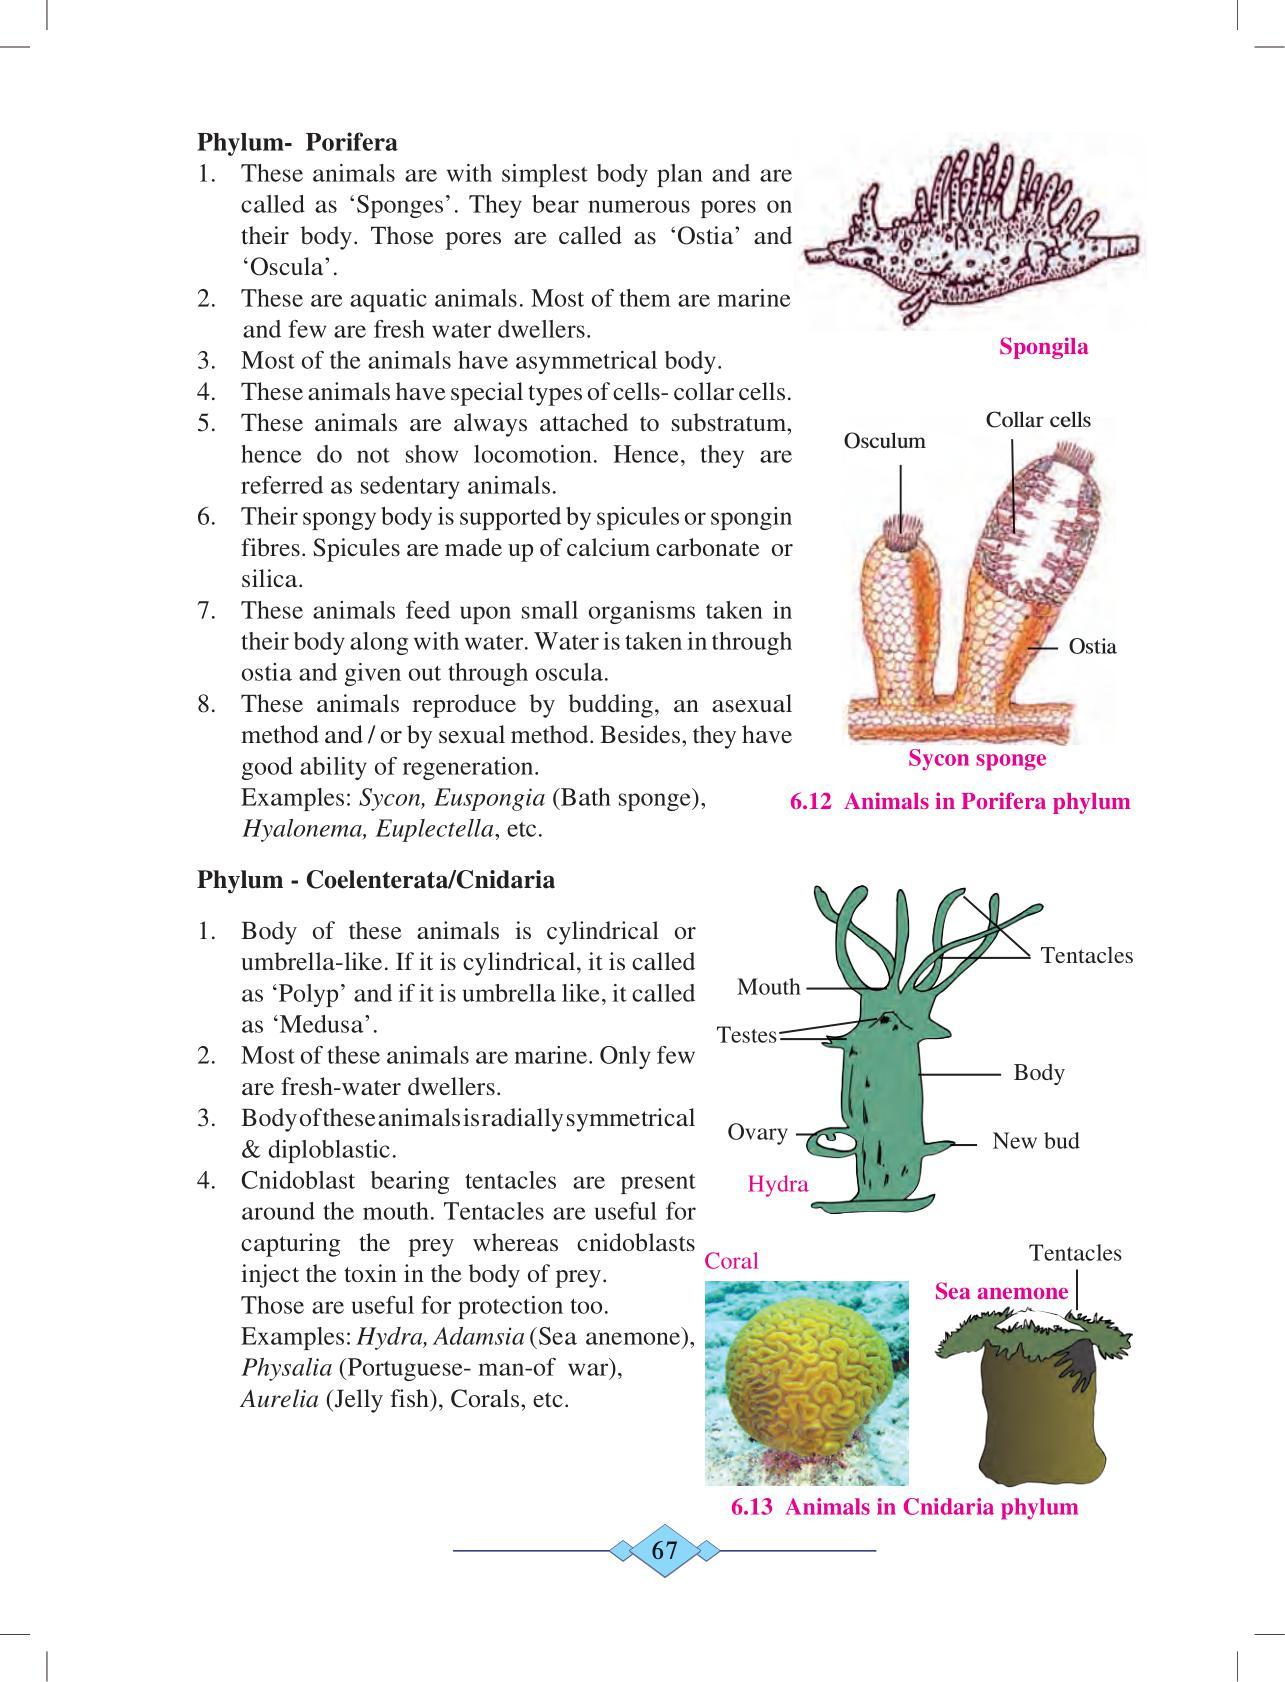 Phylum- Porifera
1. These animals are with simplest body plan and are
called as ‘Sponges’. They bear numerous pores on
their body. Those pores are called as ‘Ostia’ and
‘Oscula’.
2. These are aquatic animals. Most of them are marine
and few are fresh water dwellers.
3. Most of the animals have asymmetrical body.
4. These animals have special types of cells- collar cells.
5. These animals are always attached to substratum,
hence do not show locomotion. Hence, they are
referred as sedentary animals.
6. Their spongy body is supported by spicules or spongin
fibres. Spicules are made up of calcium carbonate or
silica.
7. These animals feed upon small organisms taken in
their body along with water. Water is taken in through
ostia and given out through oscula.
8. These animals reproduce by budding, an asexual
method and / or by sexual method. Besides, they have
good ability of regeneration.
Examples: Sycon, Euspongia (Bath sponge),
Hyalonema, Euplectella, etc.
Spongila
Collar cells
Osculum
Ostia
Sycon sponge
6.12 Animals in Porifera phylum
Phylum - Coelenterata/Cnidaria
1. Body of these animals is cylindrical or
umbrella-like. If it is cylindrical, it is called
as ‘Polyp’ and if it is umbrella like, it called
as ‘Medusa’.
2. Most of these animals are marine. Only few
are fresh-water dwellers.
3. Body of these animals is radially symmetrical
& diploblastic.
4. Cnidoblast bearing tentacles are present
around the mouth. Tentacles are useful for
capturing the prey whereas cnidoblasts
inject the toxin in the body of prey.
Those are useful for protection too.
Examples: Hydra, Adamsia (Sea anemone),
Physalia (Portuguese- man-of war),
Aurelia (Jelly fish), Corals, etc.
Tentacles
Mouth
Testes
Body
Ovary
New bud
Hydra
Coral
Tentacles
Sea anemone
6.13 Animals in Cnidaria phylum
67